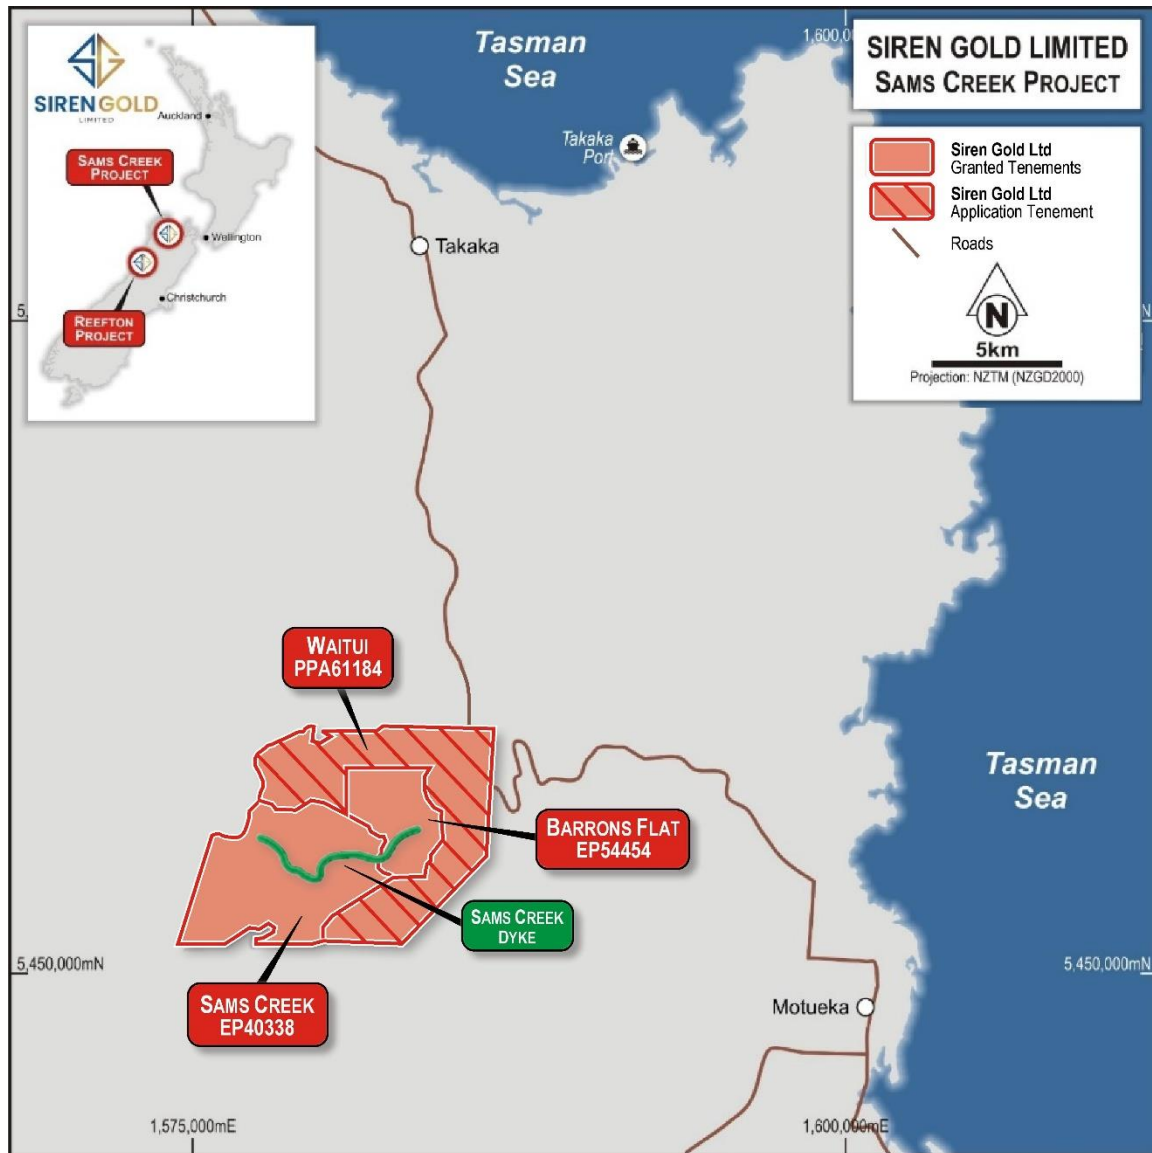 SIREN GOLD
LIMITED
Auckland
SAMS CREEK
PROJECT
Wellington
Christchurch
REEFTON
PROJECT
Tasman
Sea
Takaka
Port
SIREN GOLD LIMITED
SAMS CREEK PROJECT
Siren Gold Ltd
Granted Tenements
Siren Gold Ltd
Application Tenement
Roads
N
5km
Projection: NZTM (NZGD2000)
Takaka
WAITUI
PPA61184
BARRONS FLAT
EP54454
SAMS CREEK
DYKE
SAMS CREEK
EP40338
Tasman
Sea
5,450,000mN
5,450,000mN
Motueka
1,575,000mE
1,600,000mE